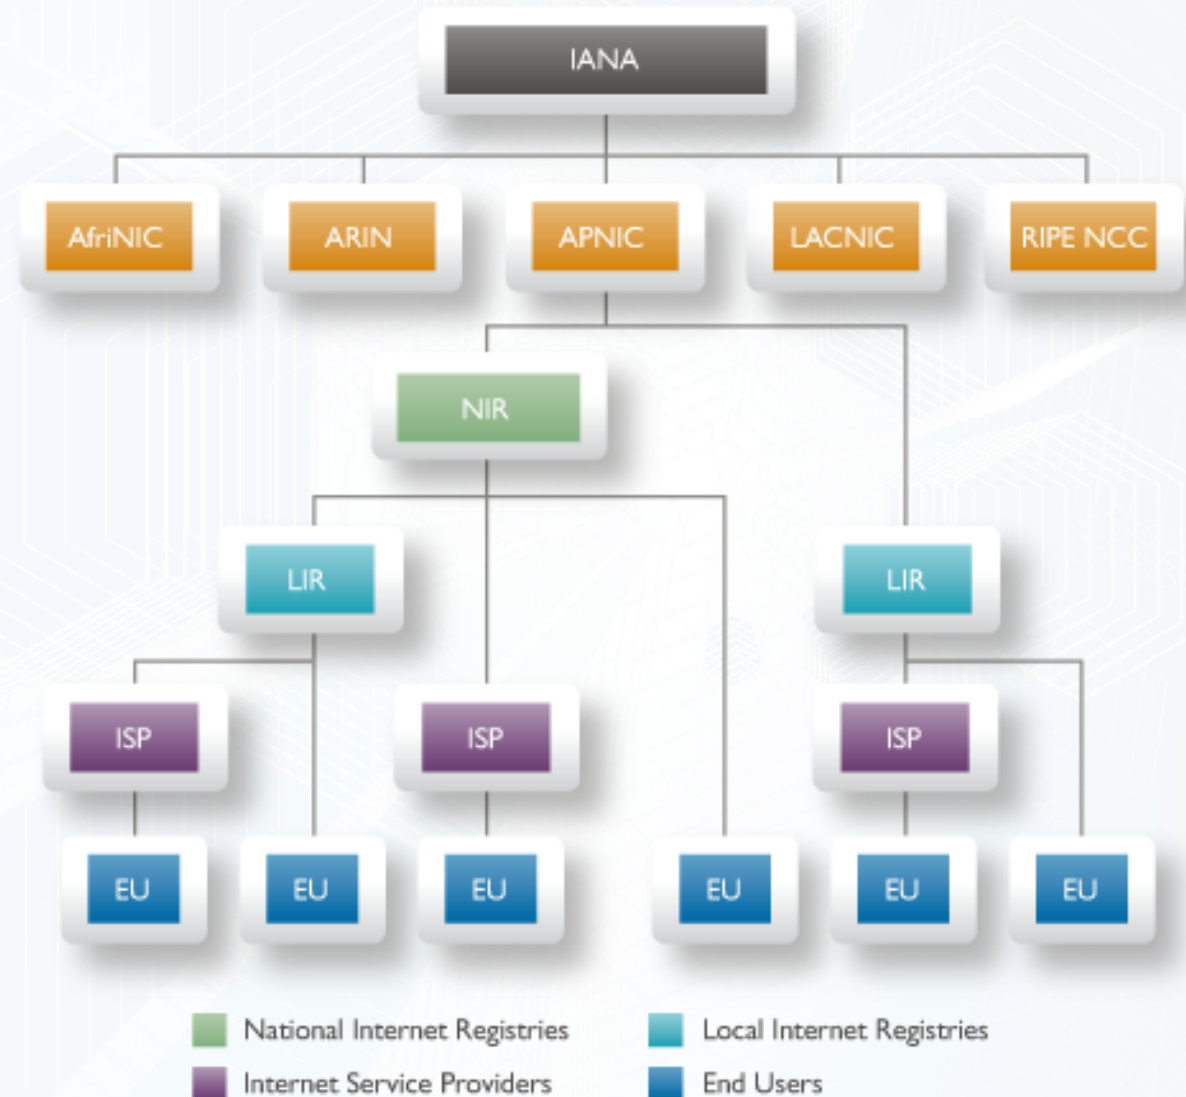 IANA
AfriNIC ARIN APNIC LACNIC RIPE NCC
NIR
LIR LIR
ISP ISP ISP
EU EU EU EU EU EU
National Internet Registries Local Internet Registries
Internet Service Providers End Users